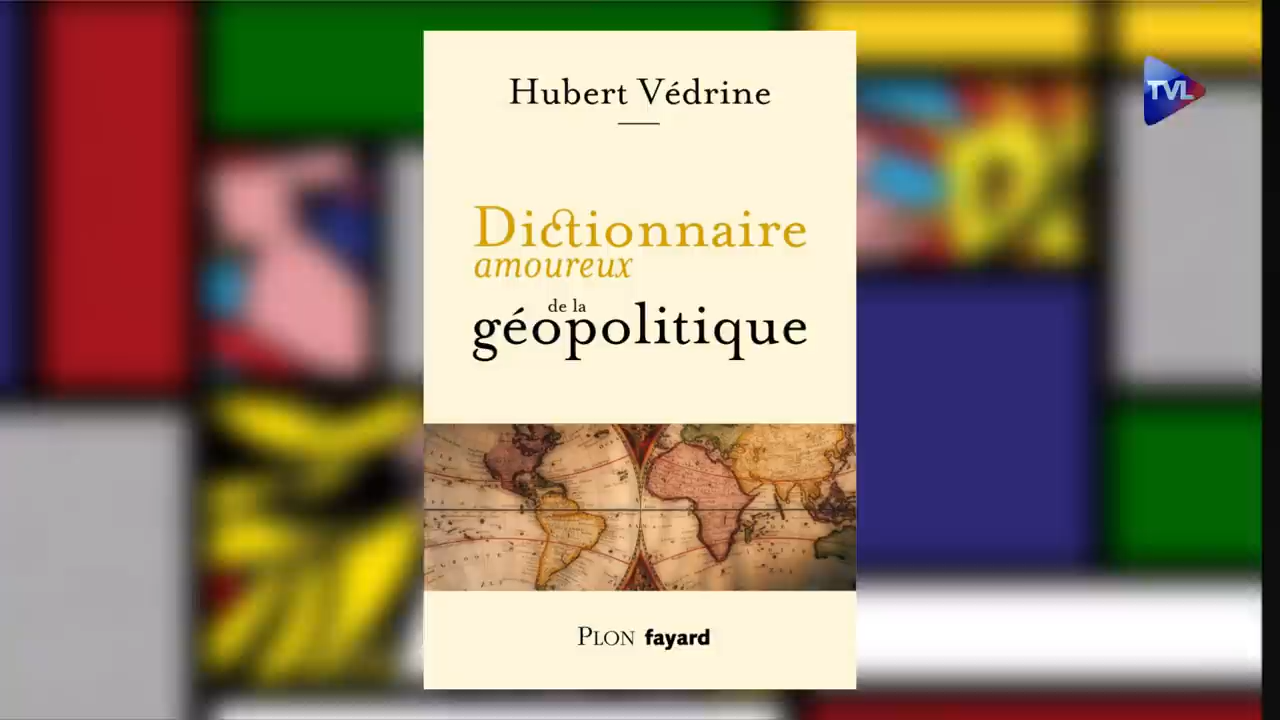 Hubert Védrine
TVL
Dictionnaire
amoureux
de la
géopolitique
PLON fayard